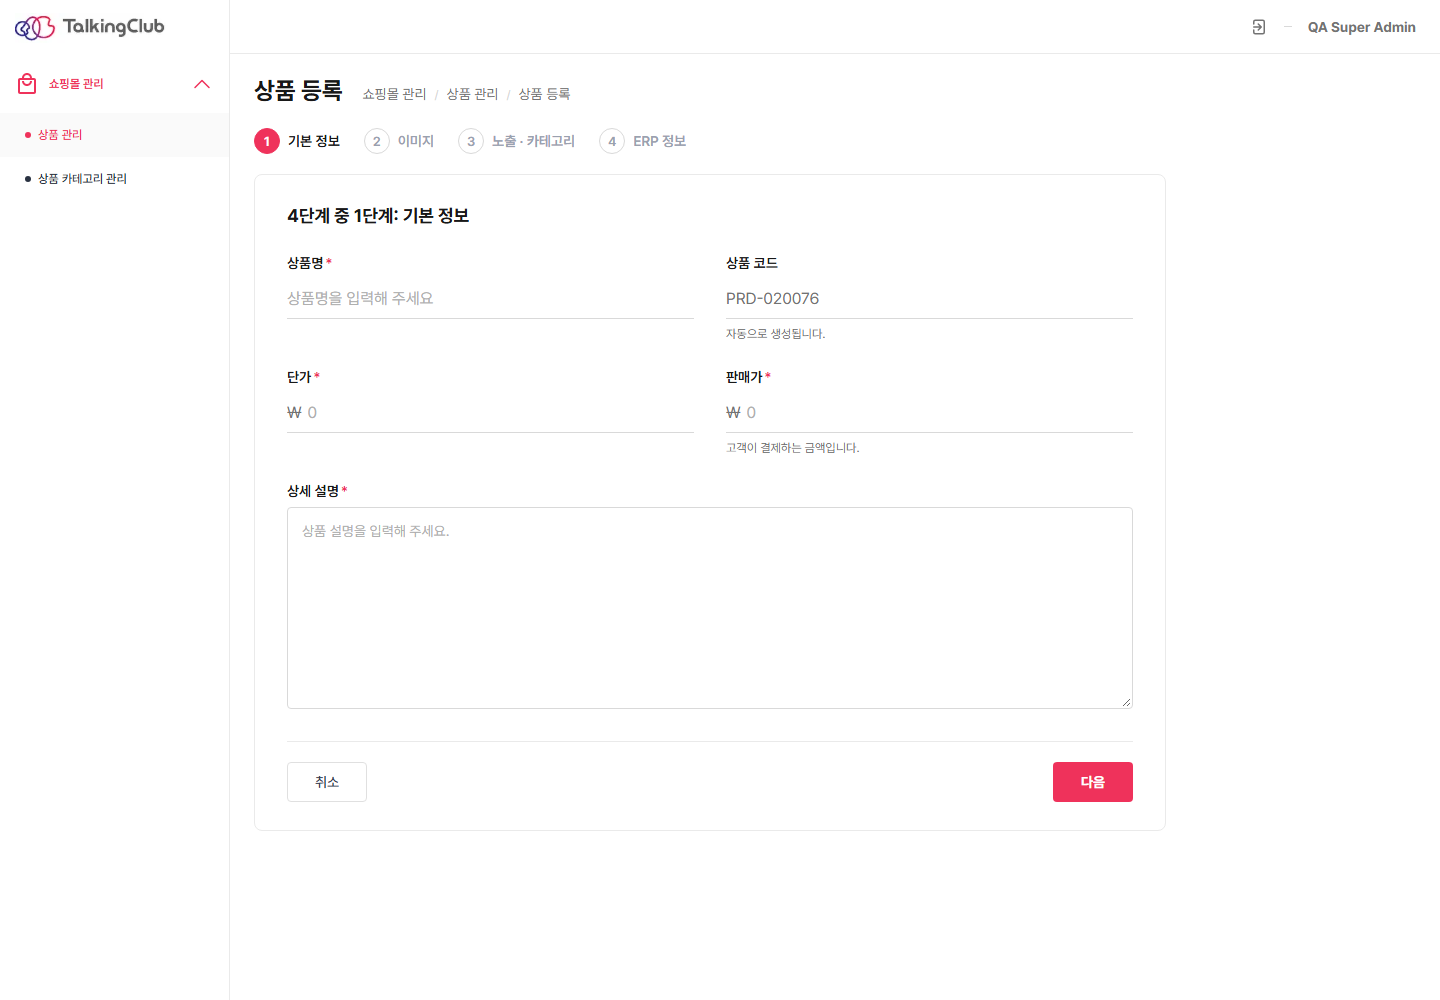 TalkingClub
QA Super Admin
쇼핑몰 관리
상품 관리
상품 카테고리 관리
상품 등록
쇼핑몰 관리 / 상품 관리 / 상품 등록
1 기본 정보 2 이미지 3 노출 · 카테고리 4 ERP 정보
4단계 중 1단계: 기본 정보
상품명 *
상품명을 입력해 주세요
상품 코드
PRD-020076
자동으로 생성됩니다.
단가 *
₩ 0
판매가 *
₩ 0
고객이 결제하는 금액입니다.
상세 설명 *
상품 설명을 입력해 주세요.
취소
다음